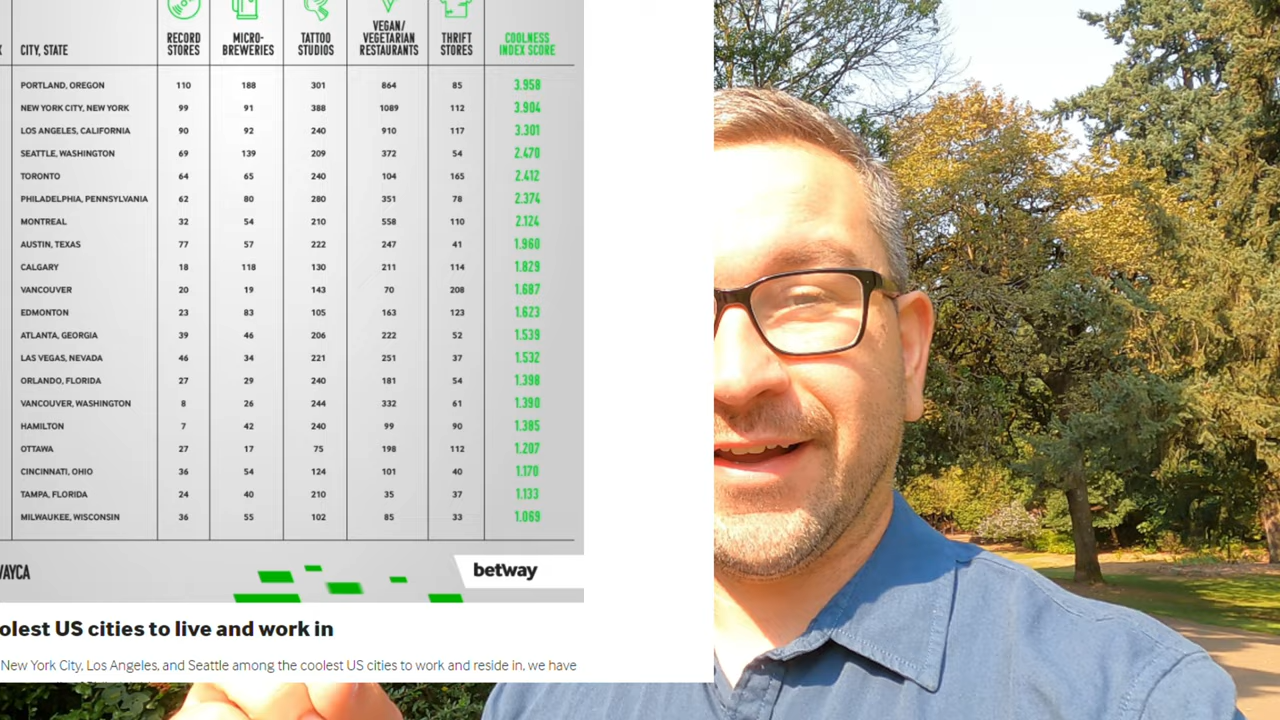 CITY, STATE RECORD STORES MICRO-BREWERIES TATTOO STUDIOS VEGAN/VEGETARIAN RESTAURANTS THRIFT STORES COOLNESS INDEX SCORE
PORTLAND, OREGON 110 188 301 864 85 3.958
NEW YORK CITY, NEW YORK 99 91 388 1089 112 3.904
LOS ANGELES, CALIFORNIA 90 92 240 910 117 3.301
SEATTLE, WASHINGTON 69 139 209 372 54 2.470
TORONTO 64 65 240 104 165 2.412
PHILADELPHIA, PENNSYLVANIA 62 80 280 351 78 2.374
MONTREAL 32 54 210 558 110 2.124
AUSTIN, TEXAS 77 57 222 247 41 1.960
CALGARY 18 118 130 211 114 1.829
VANCOUVER 20 19 143 70 208 1.687
EDMONTON 23 83 105 163 123 1.623
ATLANTA, GEORGIA 39 46 206 222 52 1.539
LAS VEGAS, NEVADA 46 34 221 251 37 1.532
ORLANDO, FLORIDA 27 29 240 181 54 1.398
VANCOUVER, WASHINGTON 8 26 244 332 61 1.390
HAMILTON 7 42 240 99 90 1.385
OTTAWA 27 17 75 198 112 1.207
CINCINNATI, OHIO 36 54 124 101 40 1.170
TAMPA, FLORIDA 24 40 210 35 37 1.133
MILWAUKEE, WISCONSIN 36 55 102 85 33 1.069
WAYCA betway
olest US cities to live and work in
New York City, Los Angeles, and Seattle among the coolest US cities to work and reside in, we have